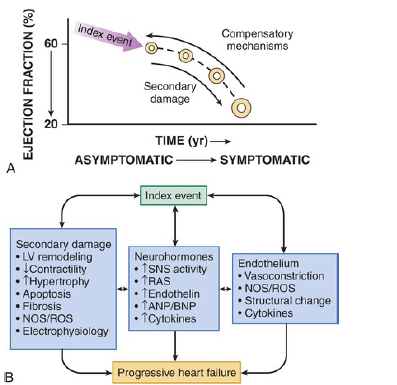 EJECTION FRACTION (%)
60
20
Index event
Compensatory
mechanisms
Secondary
damage
TIME (yr)
ASYMPTOMATIC
SYMPTOMATIC
A
Index event
Secondary damage
• LV remodeling
• ↓Contractility
• ↑Hypertrophy
• Apoptosis
• Fibrosis
• NOS/ROS
• Electrophysiology
Neurohormones
• ↑SNS activity
• ↑RAS
• ↑Endothelin
• ↑ANP/BNP
• ↑Cytokines
Endothelium
• Vasoconstriction
• NOS/ROS
• Structural change
• Cytokines
Progressive heart failure
B